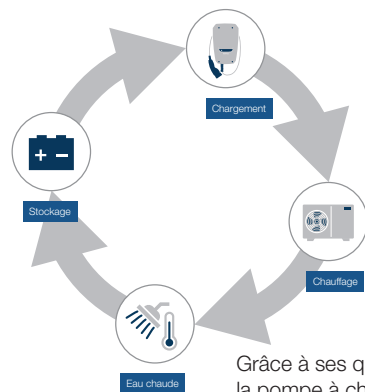 Chargement
Stockage
Chauffage
Eau chaude
Grâce à ses q
la pompe à ch